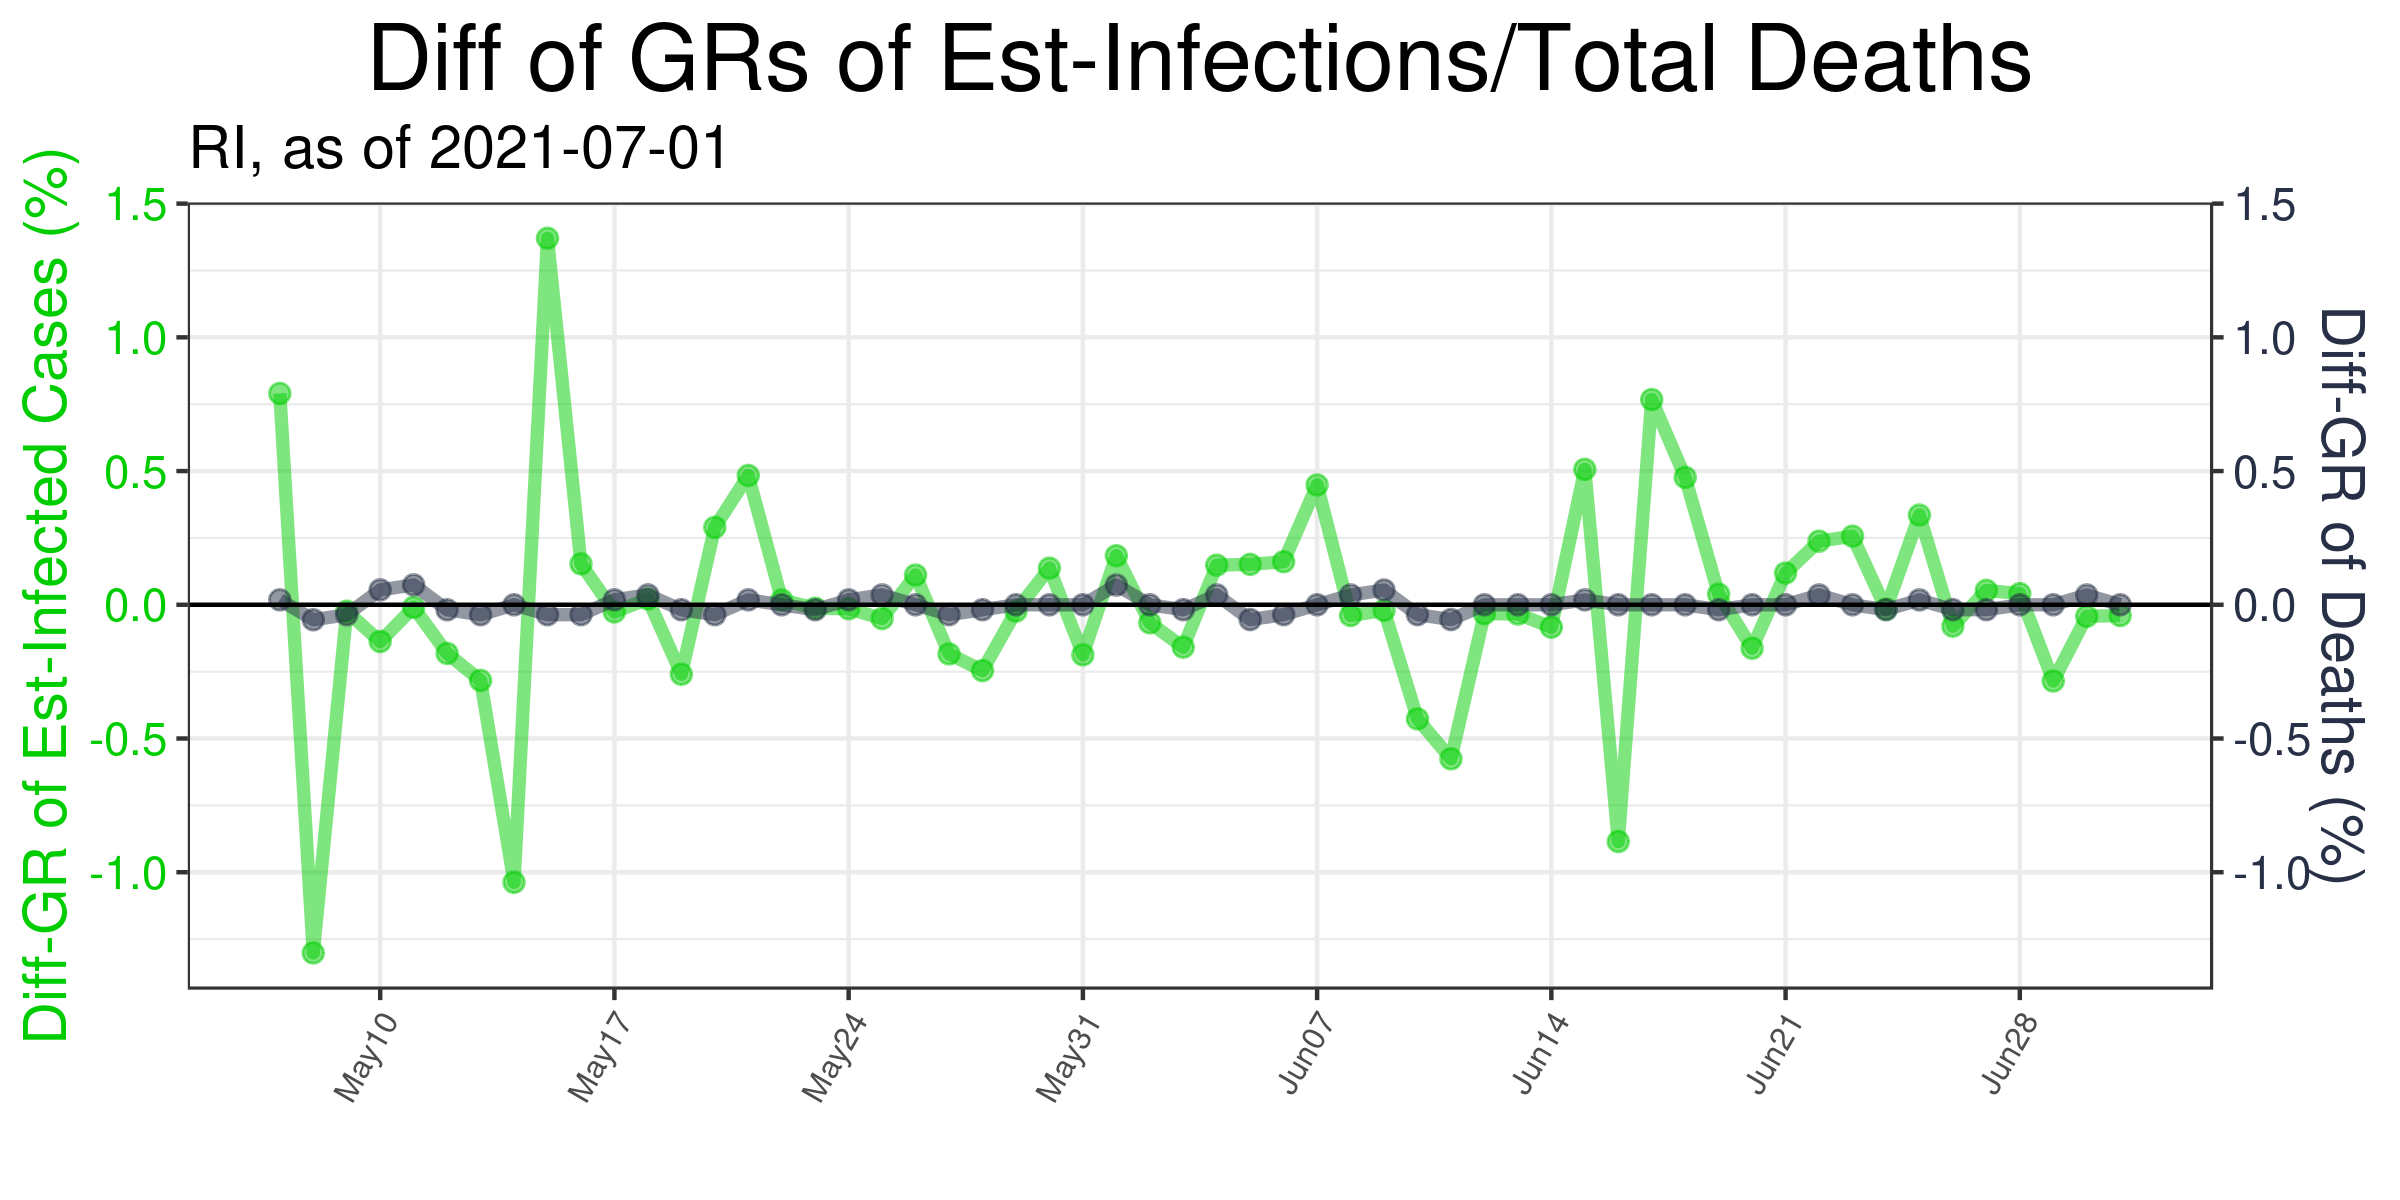 Diff of GRs of Est-Infections/Total Deaths
RI, as of 2021-07-01
Diff-GR of Est-Infected Cases (%)
1.5
1.0
0.5
0.0
-0.5
-1.0
1.5
1.0
0.5
0.0
-0.5
-1.0
Diff-GR of Deaths (%)
May10
May17
May24
May31
Jun07
Jun14
Jun21
Jun28